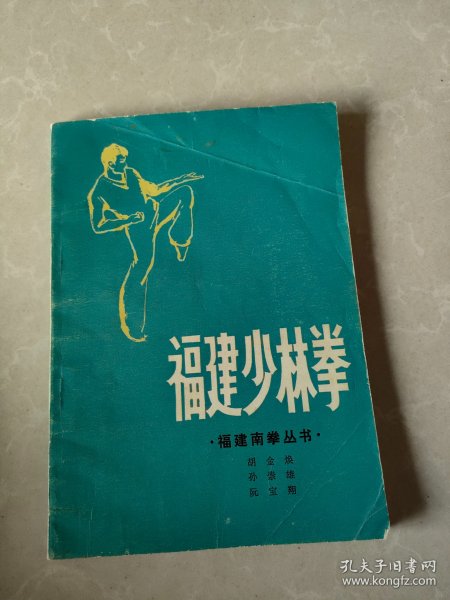 福建少林拳
·福建南拳丛书·
胡金焕
孙崇雄
阮宝翔
孔夫子旧书网
www.kongfz.com